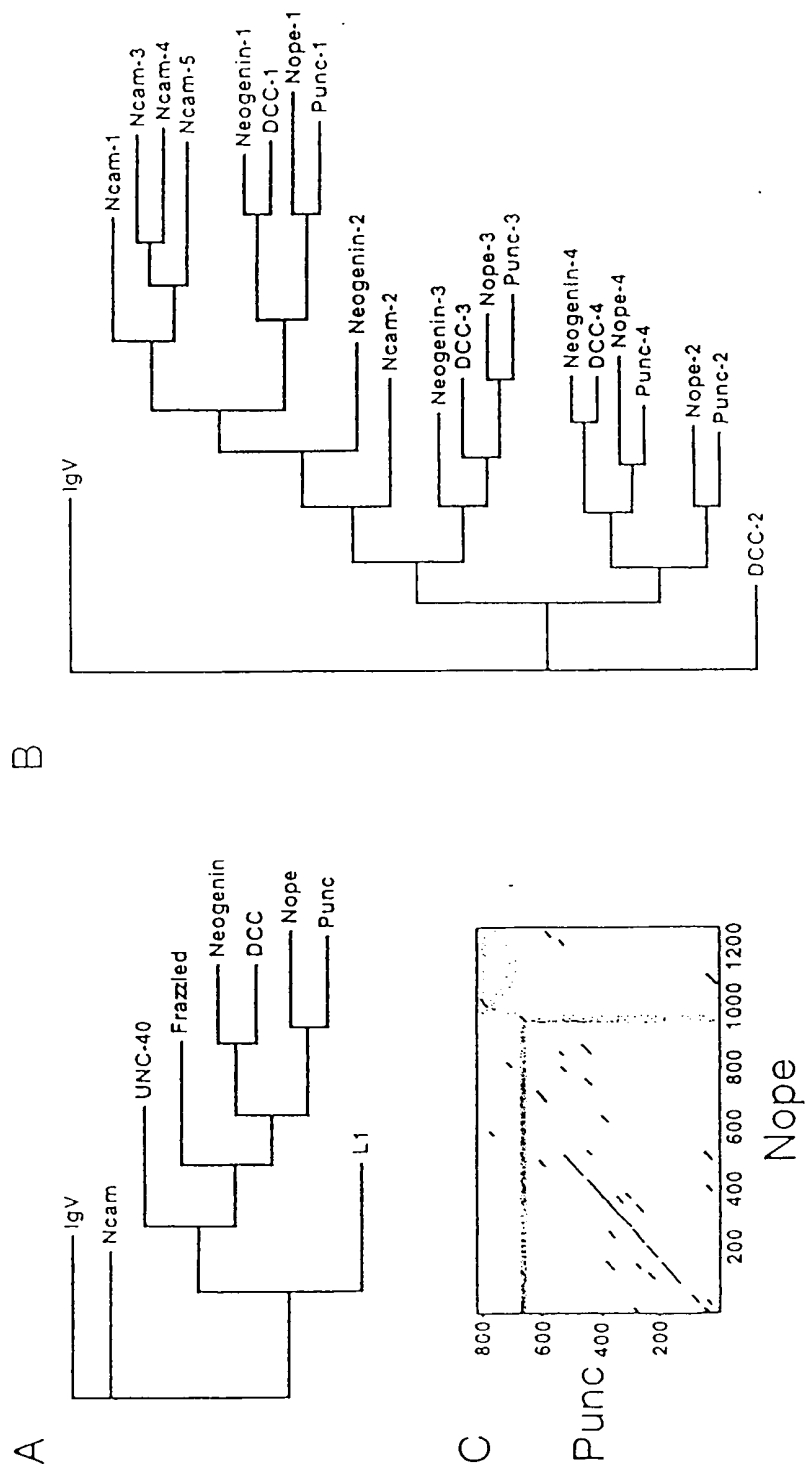 A
IgV
Ncam
UNC-40
Frazzled
Neogenin
DCC
Nope
Punc
L1
B
IgV
Ncam-1
Ncam-3
Ncam-4
Ncam-5
Neogenin-1
DCC-1
Nope-1
Punc-1
Neogenin-2
Ncam-2
Neogenin-3
DCC-3
Nope-3
Punc-3
Neogenin-4
DCC-4
Nope-4
Punc-4
Nope-2
Punc-2
DCC-2
C
Punc
800
600
400
200
200
400
600
800
1000
1200
Nope